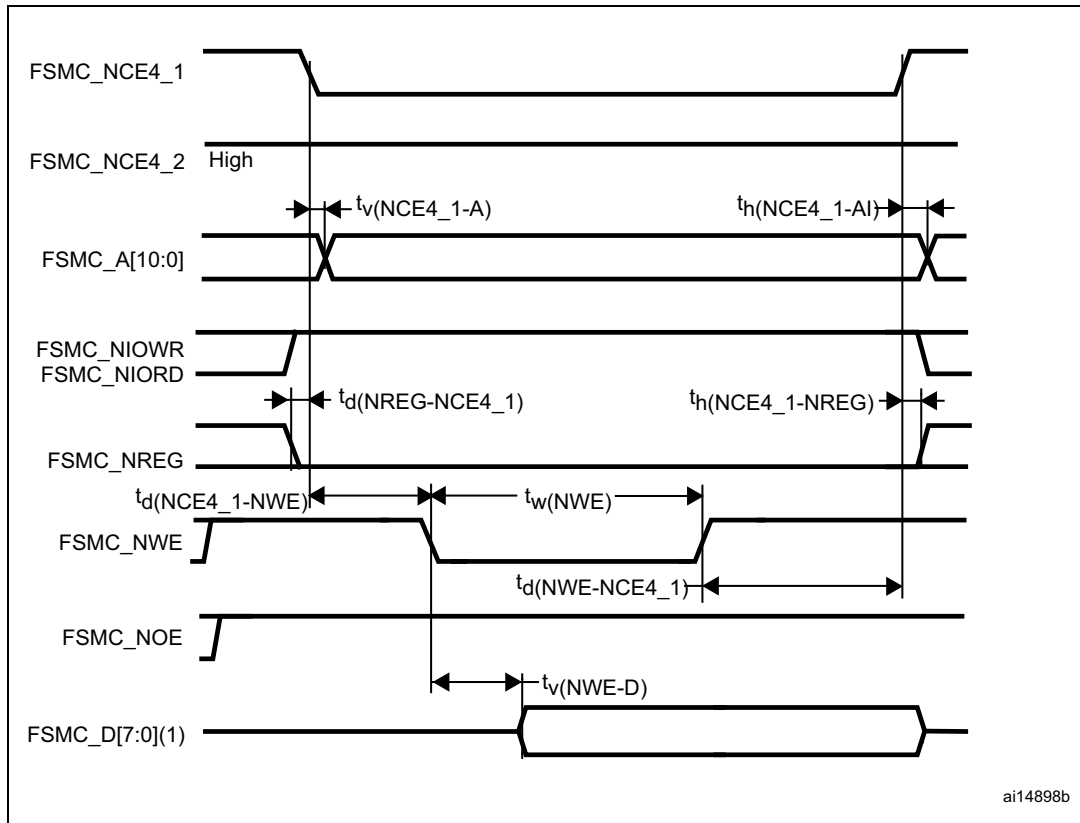 FSMC_NCE4_1
FSMC_NCE4_2 High
tv(NCE4_1-A) th(NCE4_1-AI)
FSMC_A[10:0]
FSMC_NIOWR
FSMC_NIORD
td(NREG-NCE4_1) th(NCE4_1-NREG)
FSMC_NREG
td(NCE4_1-NWE) tw(NWE)
FSMC_NWE
td(NWE-NCE4_1)
FSMC_NOE
tv(NWE-D)
FSMC_D[7:0](1)
ai14898b